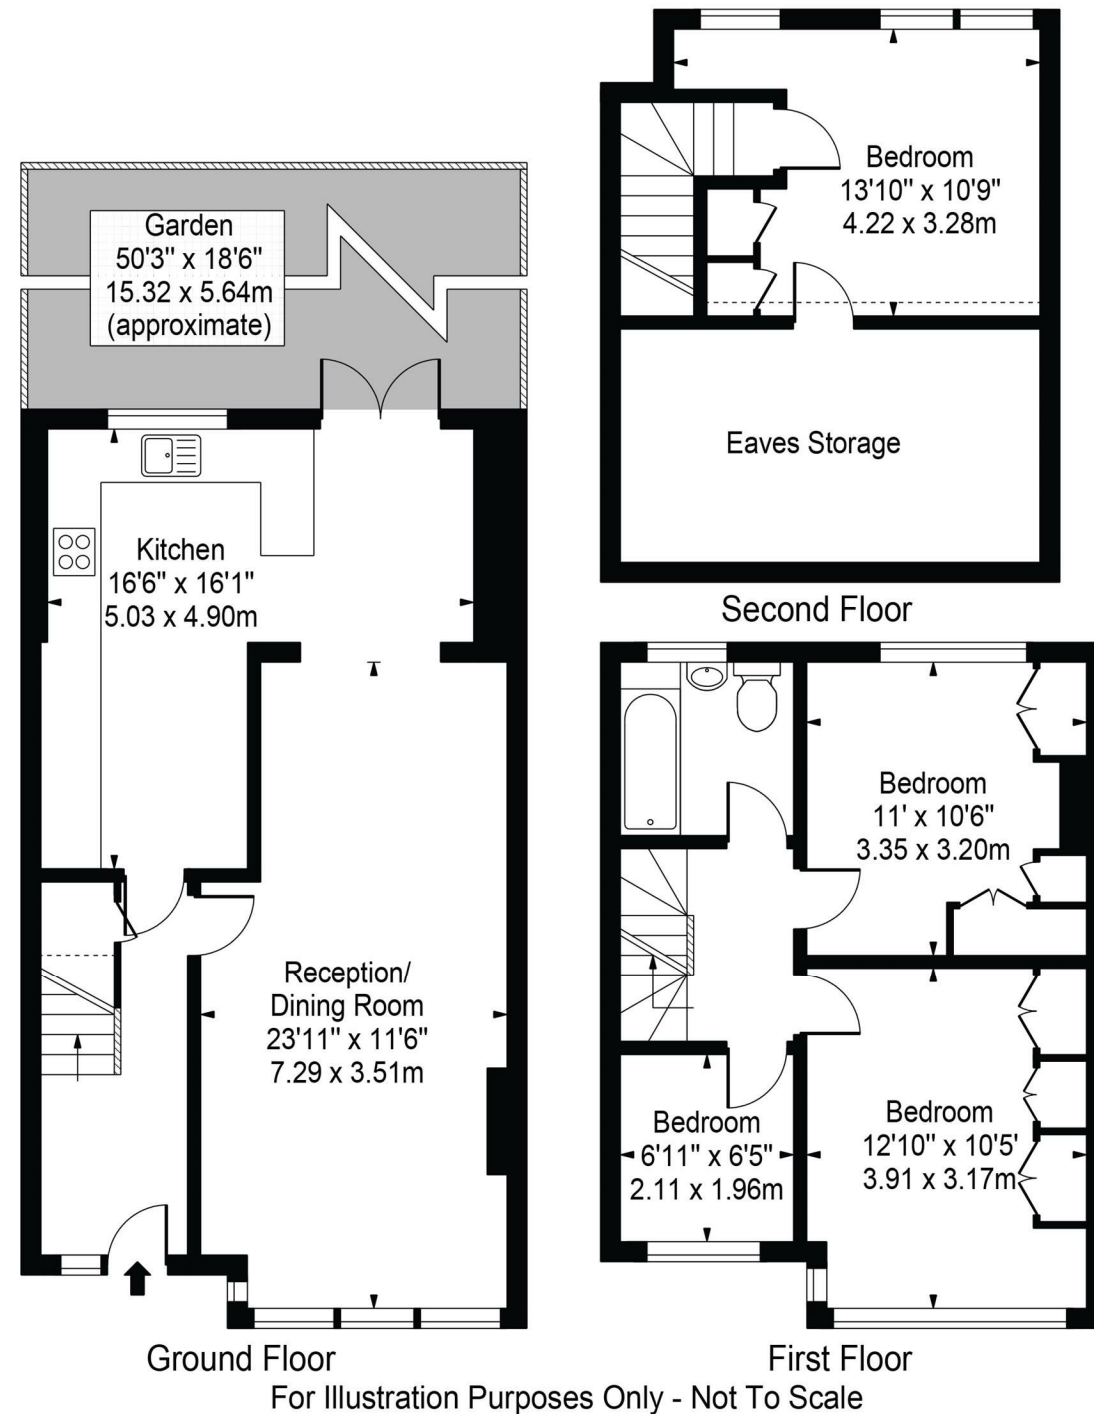 Garden
50'3" x 18'6"
15.32 x 5.64m
(approximate)
Kitchen
16'6" x 16'1"
5.03 x 4.90m
Reception/
Dining Room
23'11" x 11'6"
7.29 x 3.51m
Ground Floor
Bedroom
13'10" x 10'9"
4.22 x 3.28m
Eaves Storage
Second Floor
Bedroom
11' x 10'6"
3.35 x 3.20m
Bedroom
6'11" x 6'5"
2.11 x 1.96m
Bedroom
12'10" x 10'5'
3.91 x 3.17m
First Floor
For Illustration Purposes Only - Not To Scale